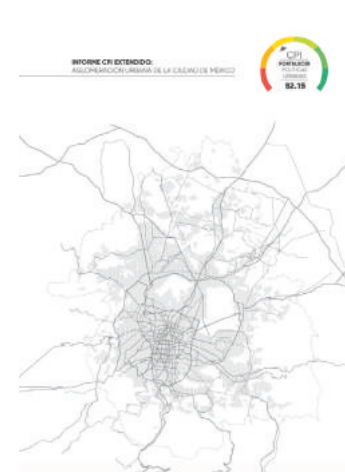 INFORME CPI EXTENDIDO:
AGLOMERACIÓN URBANA DE LA CIUDAD DE MÉXICO
CPI
FORTALECER
POLÍTICAS
URBANAS
52.15